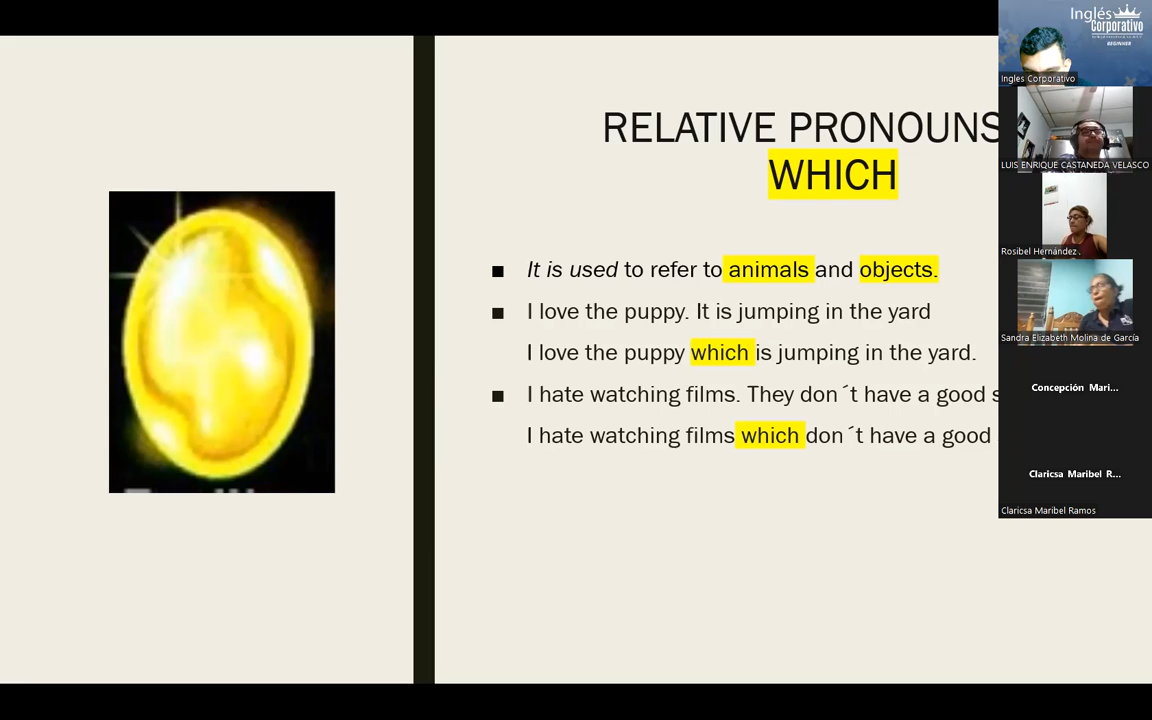 RELATIVE PRONOUNS
WHICH
It is used to refer to animals and objects.
I love the puppy. It is jumping in the yard
I love the puppy which is jumping in the yard.
I hate watching films. They don´t have a good s
I hate watching films which don´t have a good
Inglés
Corporativo
BEGINNER
Ingles Corporativo
LUIS ENRIQUE CASTANEDA VELASCO
Rosibel Hernández .
Sandra Elizabeth Molina de García
Concepción Mari...
Claricsa Maribel R...
Claricsa Maribel Ramos